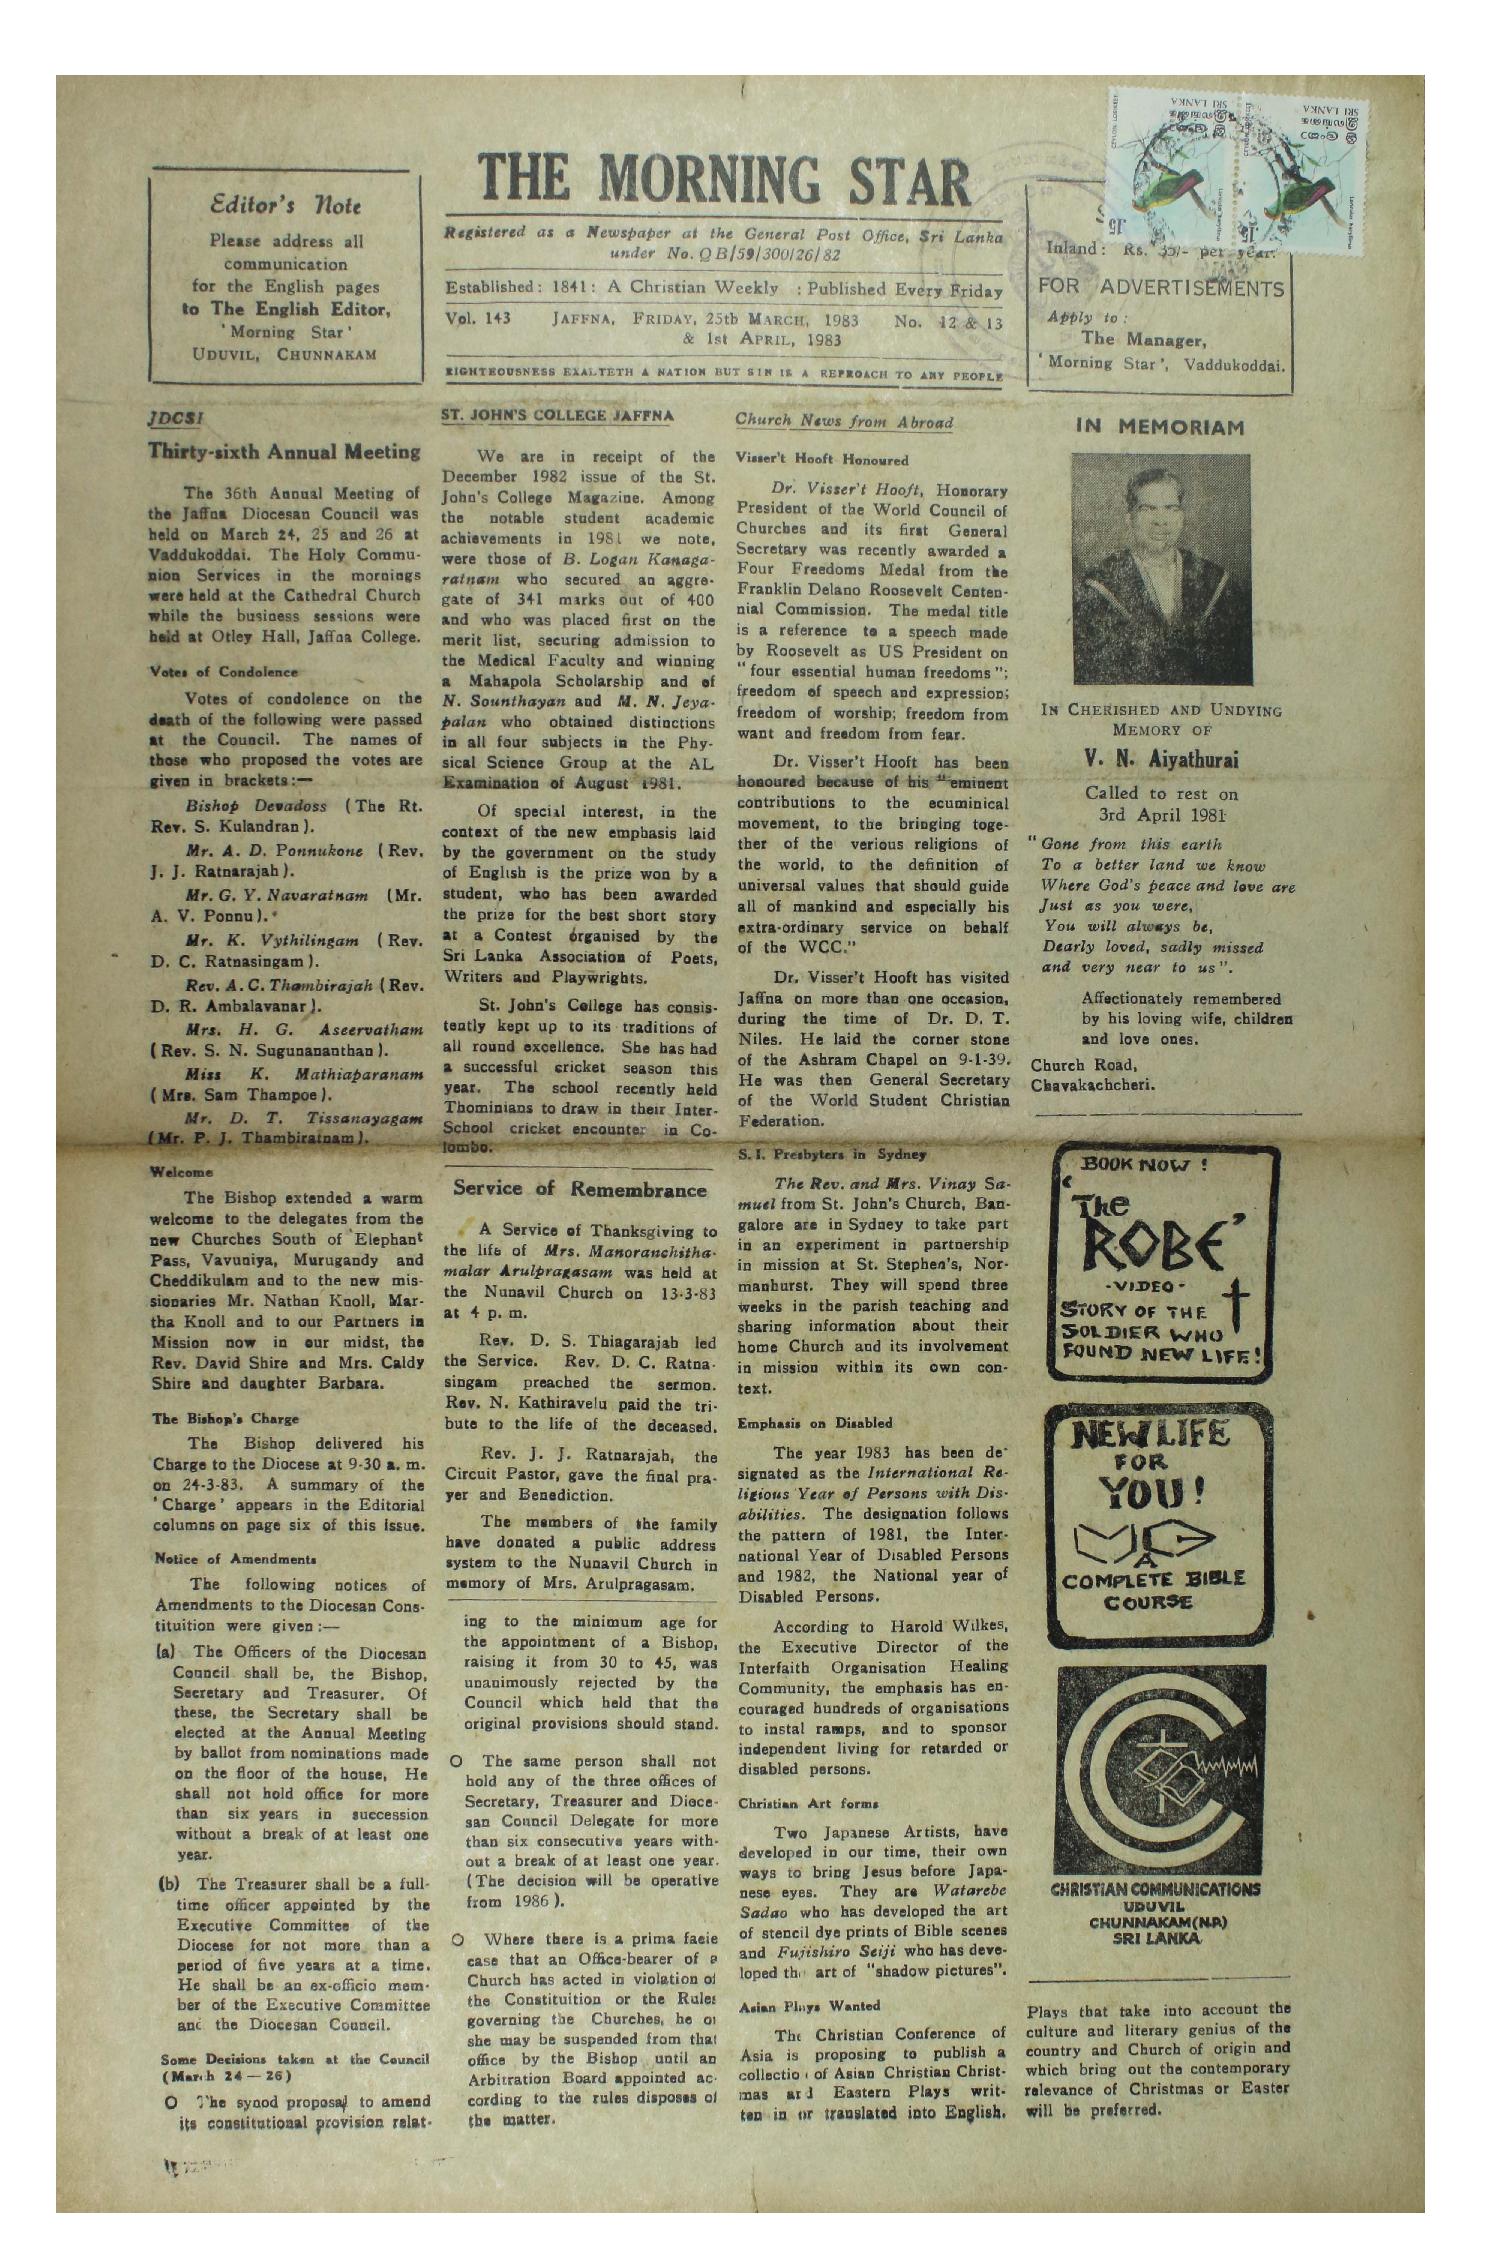 Editor's Note
Please address all
communication
for the English pages
to The English Editor,
'Morning Star'
UDUVIL, CHUNNAKAM
THE MORNING STAR
Registered as a Newspaper at the General Post Office, Sri Lanka
under No. QB/59/300/26/82
Established: 1841: A Christian Weekly : Published Every Friday
Vol. 143 JAFFNA, FRIDAY, 25tb MARCH, 1983 No. 12 & 13
& 1st APRIL, 1983
RIGHTEOUSNESS EXALTETH A NATION BUT SIN IS A REPROACH TO ANY PEOPLE
SRI LANKA
SRI LANKA
Inland: Rs. 35/- per year.
FOR ADVERTISEMENTS
Apply to:
The Manager,
'Morning Star', Vaddukoddai.
JDCSI
Thirty-sixth Annual Meeting
The 36th Annual Meeting of
the Jaffna Diocesan Council was
held on March 24, 25 and 26 at
Vaddukoddai. The Holy Commu-
nion Services in the mornings
were held at the Cathedral Church
while the business sessions were
held at Otley Hall, Jaffna College.
Votes of Condolence
Votes of condolence on the
death of the following were passed
at the Council. The names of
those who proposed the votes are
given in brackets:—
Bishop Devadoss (The Rt.
Rev. S. Kulandran).
Mr. A. D. Ponnukone (Rev.
J. J. Ratnarajah).
Mr. G. Y. Navaratnam (Mr.
A. V. Ponnu).
Mr. K. Vythilingam (Rev.
D. C. Ratnasingam).
Rev. A. C. Thambirajah (Rev.
D. R. Ambalavanar).
Mrs. H. G. Aseervatham
(Rev. S. N. Sugunananthan).
Miss K. Mathiaparanam
(Mrs. Sam Thampoe).
Mr. D. T. Tissanayagam
(Mr. P. J. Thambiratnam).
Welcome
The Bishop extended a warm
welcome to the delegates from the
new Churches South of Elephant
Pass, Vavuniya, Murugandy and
Cheddikulam and to the new mis-
sionaries Mr. Nathan Knoll, Mar-
tha Knoll and to our Partners in
Mission now in our midst, the
Rev. David Shire and Mrs. Caldy
Shire and daughter Barbara.
The Bishop's Charge
The Bishop delivered his
Charge to the Diocese at 9-30 a. m.
on 24-3-83. A summary of the
'Charge' appears in the Editorial
columns on page six of this issue.
Notice of Amendments
The following notices of
Amendments to the Diocesan Cons-
tituition were given:—
(a) The Officers of the Diocesan
Council shall be, the Bishop,
Secretary and Treasurer. Of
these, the Secretary shall be
elected at the Annual Meeting
by ballot from nominations made
on the floor of the house, He
shall not hold office for more
than six years in succession
without a break of at least one
year.
(b) The Treasurer shall be a full-
time officer appointed by the
Executive Committee of the
Diocese for not more than a
period of five years at a time.
He shall be an ex-officio mem-
ber of the Executive Committee
and the Diocesan Council.
Some Decisions taken at the Council
(March 24 — 26)
O The synod proposal to amend
its constitutional provision relat-
ST. JOHN'S COLLEGE JAFFNA
We are in receipt of the
December 1982 issue of the St.
John's College Magazine. Among
the notable student academic
achievements in 1981 we note,
were those of B. Logan Kanaga-
ratnam who secured an aggre-
gate of 341 marks out of 400
and who was placed first on the
merit list, securing admission to
the Medical Faculty and winning
a Mahapola Scholarship and of
N. Sounthayan and M. N. Jeya-
palan who obtained distinctions
in all four subjects in the Phy-
sical Science Group at the AL
Examination of August 1981.
Of special interest, in the
context of the new emphasis laid
by the government on the study
of English is the prize won by a
student, who has been awarded
the prize for the best short story
at a Contest organised by the
Sri Lanka Association of Poets,
Writers and Playwrights.
St. John's College has consis-
tently kept up to its traditions of
all round excellence. She has had
a successful cricket season this
year. The school recently held
Thominians to draw in their Inter-
School cricket encounter in Co-
lombo.
Service of Remembrance
A Service of Thanksgiving to
the life of Mrs. Manoranchitha-
malar Arulpragasam was held at
the Nunavil Church on 13-3-83
at 4 p. m.
Rev. D. S. Thiagarajah led
the Service. Rev. D. C. Ratna-
singam preached the sermon.
Rev. N. Kathiravelu paid the tri-
bute to the life of the deceased.
Rev. J. J. Ratnarajah, the
Circuit Pastor, gave the final pra-
yer and Benediction.
The members of the family
have donated a public address
system to the Nunavil Church in
memory of Mrs. Arulpragasam.
ing to the minimum age for
the appointment of a Bishop,
raising it from 30 to 45, was
unanimously rejected by the
Council which held that the
original provisions should stand.
O The same person shall not
hold any of the three offices of
Secretary, Treasurer and Dioce-
san Council Delegate for more
than six consecutive years with-
out a break of at least one year.
(The decision will be operative
from 1986).
O Where there is a prima facie
case that an Office-bearer of a
Church has acted in violation of
the Constituition or the Rules
governing the Churches, he or
she may be suspended from that
office by the Bishop until an
Arbitration Board appointed ac-
cording to the rules disposes of
the matter.
Church News from Abroad
Visser't Hooft Honoured
Dr. Visser't Hooft, Honorary
President of the World Council of
Churches and its first General
Secretary was recently awarded a
Four Freedoms Medal from the
Franklin Delano Roosevelt Centen-
nial Commission. The medal title
is a reference to a speech made
by Roosevelt as US President on
"four essential human freedoms";
freedom of speech and expression;
freedom of worship; freedom from
want and freedom from fear.
Dr. Visser't Hooft has been
honoured because of his "eminent
contributions to the ecuminical
movement, to the bringing toge-
ther of the verious religions of
the world, to the definition of
universal values that should guide
all of mankind and especially his
extra-ordinary service on behalf
of the WCC."
Dr. Visser't Hooft has visited
Jaffna on more than one occasion,
during the time of Dr. D. T.
Niles. He laid the corner stone
of the Ashram Chapel on 9-1-39.
He was then General Secretary
of the World Student Christian
Federation.
S. I. Presbyters in Sydney
The Rev. and Mrs. Vinay Sa-
muel from St. John's Church, Ban-
galore are in Sydney to take part
in an experiment in partnership
in mission at St. Stephen's, Nor-
manhurst. They will spend three
weeks in the parish teaching and
sharing information about their
home Church and its involvement
in mission within its own con-
text.
Emphasis on Disabled
The year 1983 has been de-
signated as the International Re-
ligious Year of Persons with Dis-
abilities. The designation follows
the pattern of 1981, the Inter-
national Year of Disabled Persons
and 1982, the National year of
Disabled Persons.
According to Harold Wilkes,
the Executive Director of the
Interfaith Organisation Healing
Community, the emphasis has en-
couraged hundreds of organisations
to instal ramps, and to sponsor
independent living for retarded or
disabled persons.
Christian Art forms
Two Japanese Artists, have
developed in our time, their own
ways to bring Jesus before Japa-
nese eyes. They are Watarebe
Sadao who has developed the art
of stencil dye prints of Bible scenes
and Fujishiro Seiji who has deve-
loped the art of "shadow pictures".
Asian Plays Wanted
The Christian Conference of
Asia is proposing to publish a
collection of Asian Christian Christ-
mas and Eastern Plays writ-
ten in or translated into English.
IN MEMORIAM
IN CHERISHED AND UNDYING
MEMORY OF
V. N. Aiyathurai
Called to rest on
3rd April 1981
"Gone from this earth
To a better land we know
Where God's peace and love are
Just as you were,
You will always be,
Dearly loved, sadly missed
and very near to us".
Affectionately remembered
by his loving wife, children
and love ones.
Church Road,
Chavakachcheri.
BOOK NOW!
'The
ROBE'
-VIDEO-
STORY OF THE
SOLDIER WHO
FOUND NEW LIFE!
NEW LIFE
FOR
YOU!
COMPLETE BIBLE
COURSE
CHRISTIAN COMMUNICATIONS
UDUVIL
CHUNNAKAM (N.P.)
SRI LANKA
Plays that take into account the
culture and literary genius of the
country and Church of origin and
which bring out the contemporary
relevance of Christmas or Easter
will be preferred.